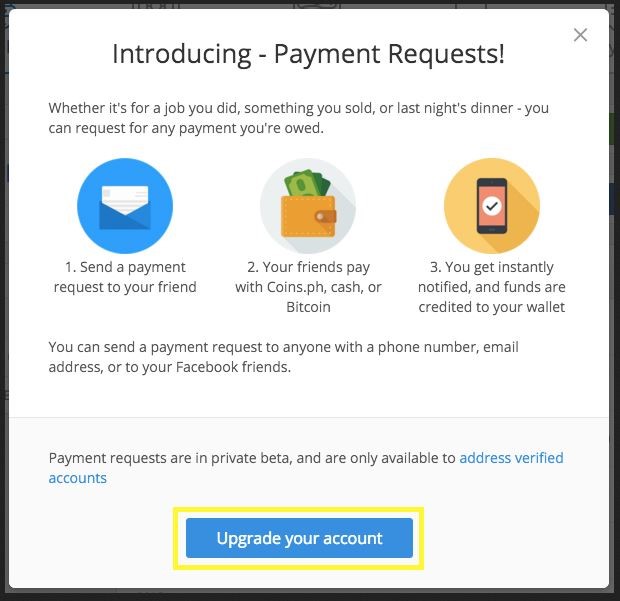 Introducing - Payment Requests!
Whether it's for a job you did, something you sold, or last night's dinner - you
can request for any payment you're owed.
1. Send a payment
request to your friend
2. Your friends pay
with Coins.ph, cash, or
Bitcoin
3. You get instantly
notified, and funds are
credited to your wallet
You can send a payment request to anyone with a phone number, email
address, or to your Facebook friends.
Payment requests are in private beta, and are only available to address verified
accounts
Upgrade your account